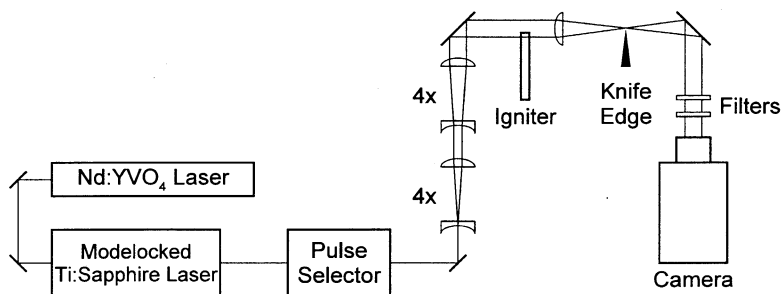 4x
Igniter
Knife
Edge
Filters
4x
Nd:YVO₄ Laser
Modelocked
Ti:Sapphire Laser
Pulse
Selector
Camera